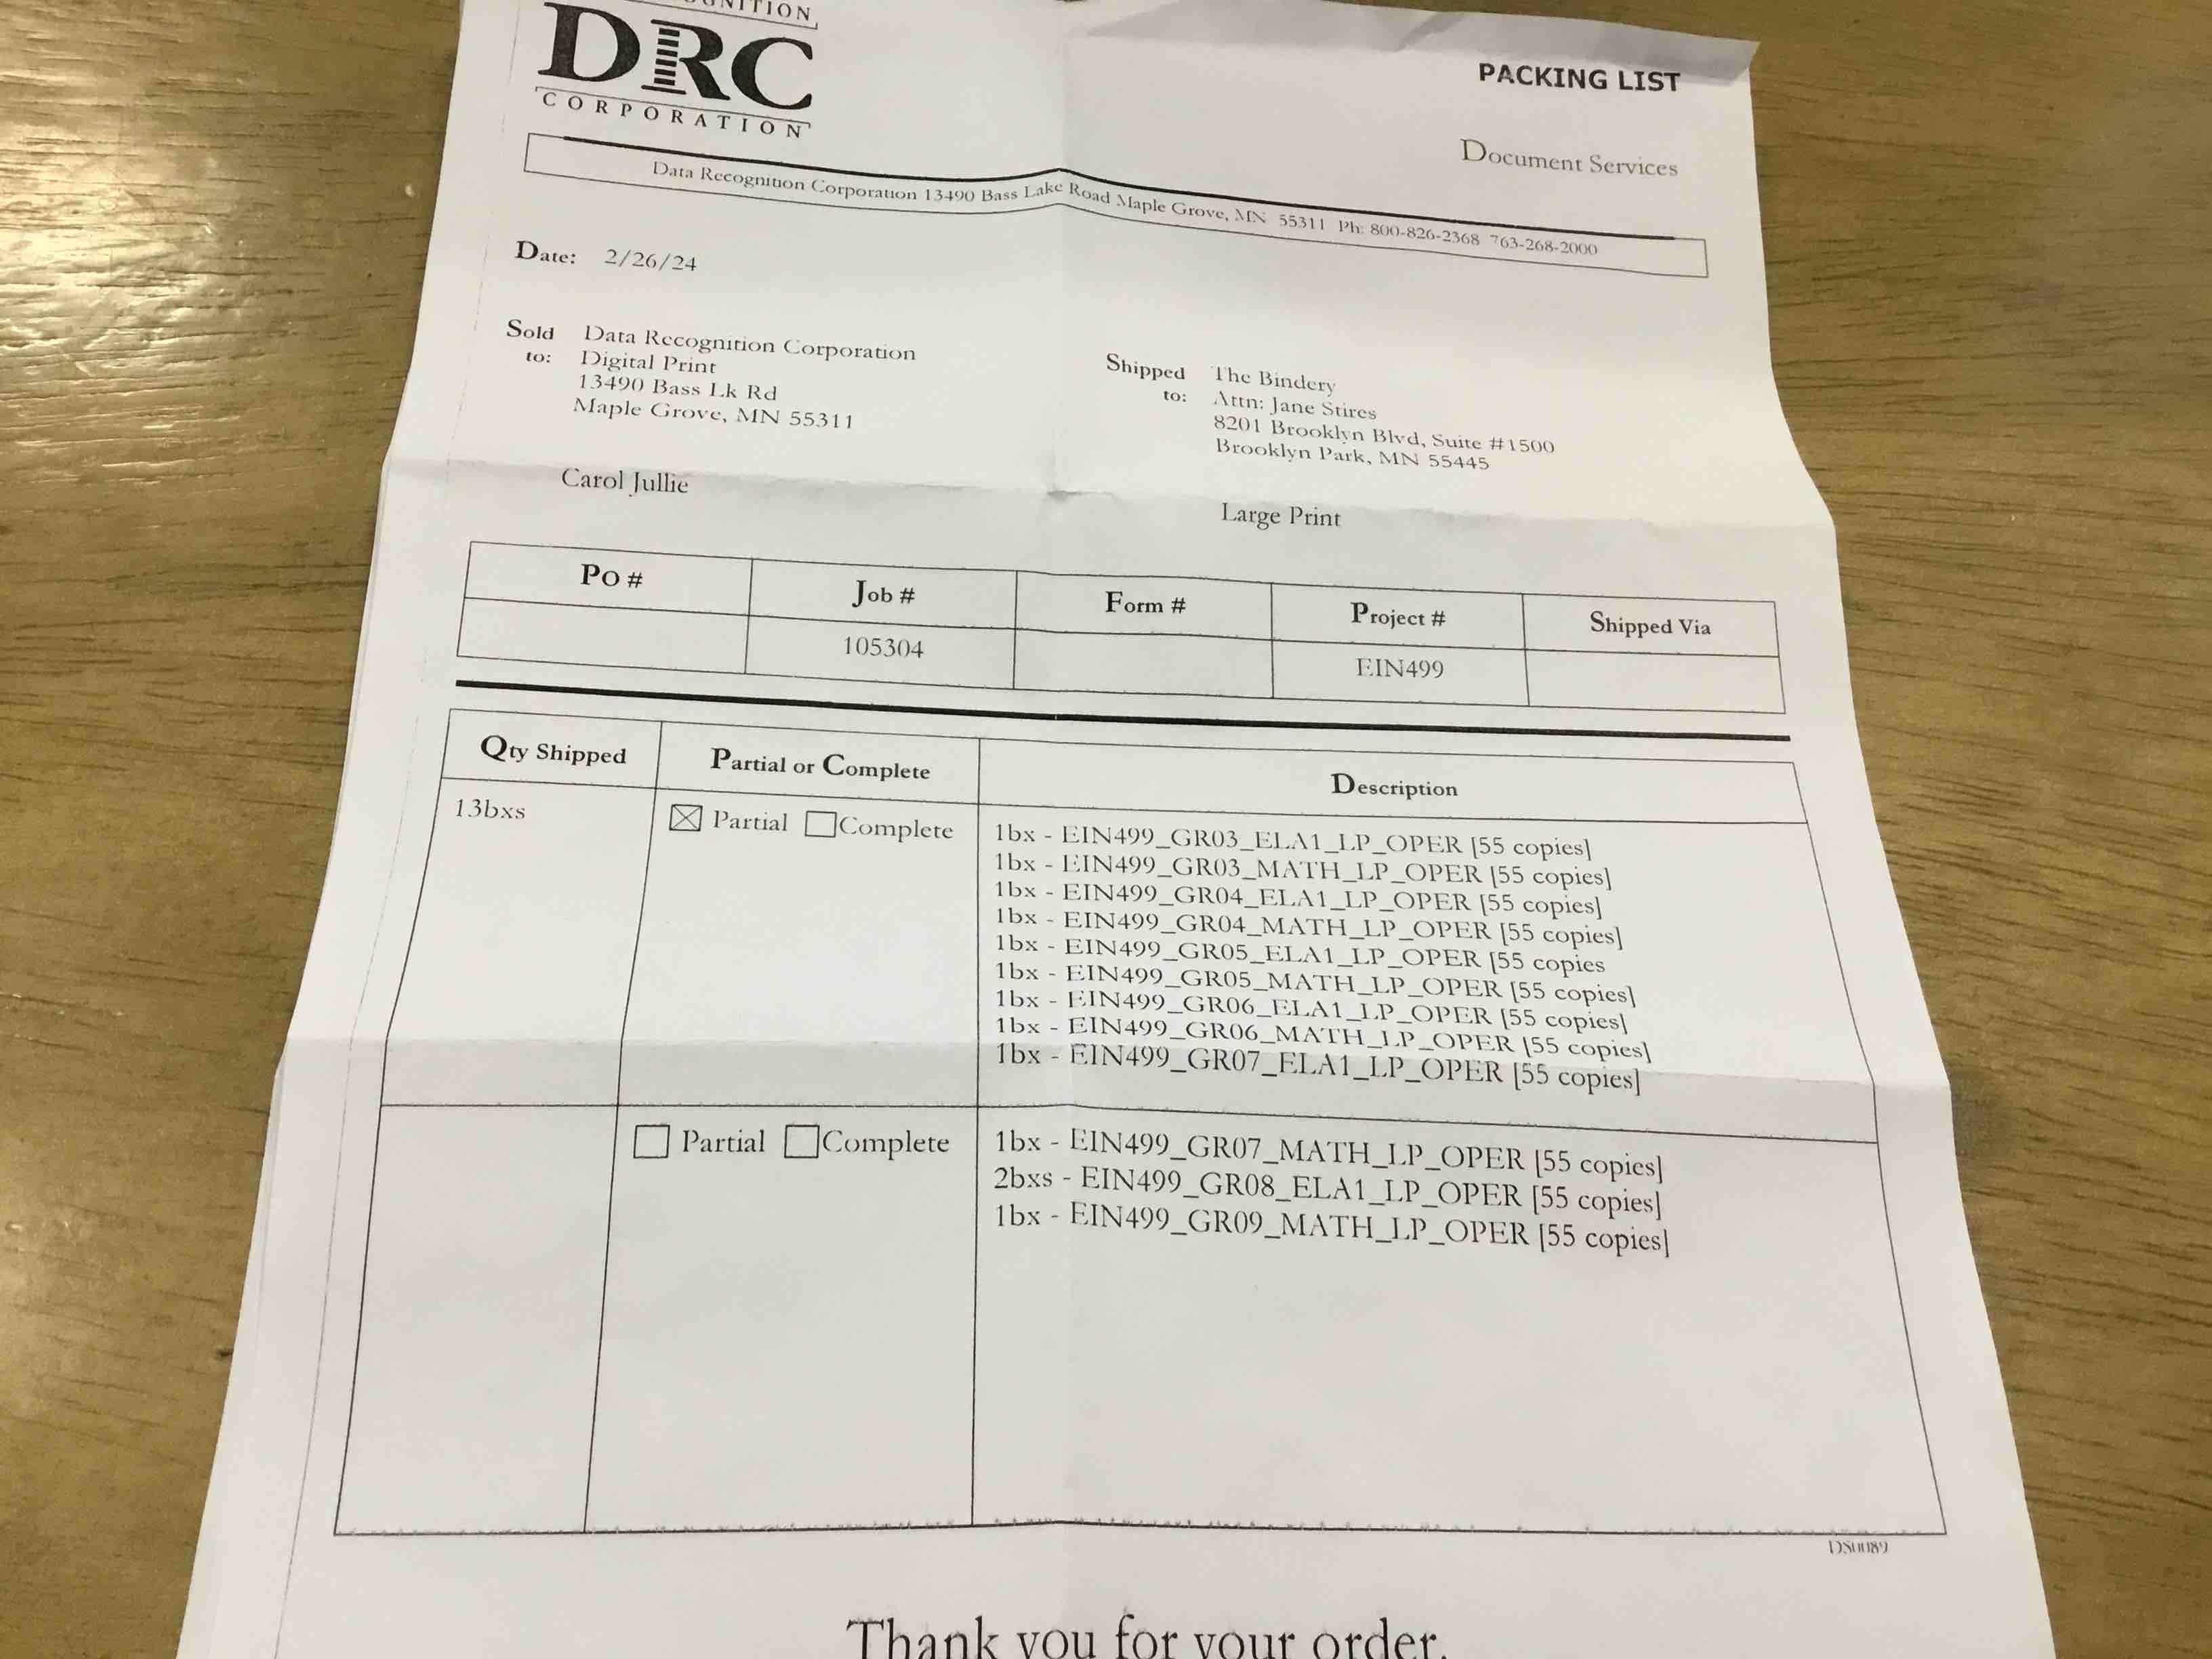 DRC
CORPORATION
PACKING LIST
Document Services
Data Recognition Corporation 13490 Bass Lake Road Maple Grove, MN 55311 Ph: 800-826-2368 763-268-2000
Date: 2/26/24
Sold to:
Data Recognition Corporation
Digital Print
13490 Bass Lk Rd
Maple Grove, MN 55311
Carol Jullie
Shipped to:
The Bindery
Attn: Jane Stires
8201 Brooklyn Blvd, Suite #1500
Brooklyn Park, MN 55445
Large Print
PO # Job # Form # Project # Shipped Via
105304 EIN499
Qty Shipped Partial or Complete Description
13bxs
Partial Complete
1bx - EIN499_GR03_ELA1_LP_OPER [55 copies]
1bx - EIN499_GR03_MATH_LP_OPER [55 copies]
1bx - EIN499_GR04_ELA1_LP_OPER [55 copies]
1bx - EIN499_GR04_MATH_LP_OPER [55 copies]
1bx - EIN499_GR05_ELA1_LP_OPER [55 copies
1bx - EIN499_GR05_MATH_LP_OPER [55 copies]
1bx - EIN499_GR06_ELA1_LP_OPER [55 copies]
1bx - EIN499_GR06_MATH_LP_OPER [55 copies]
1bx - EIN499_GR07_ELA1_LP_OPER [55 copies]
Partial Complete
1bx - EIN499_GR07_MATH_LP_OPER [55 copies]
2bxs - EIN499_GR08_ELA1_LP_OPER [55 copies]
1bx - EIN499_GR09_MATH_LP_OPER [55 copies]
DS0089
Thank you for your order.